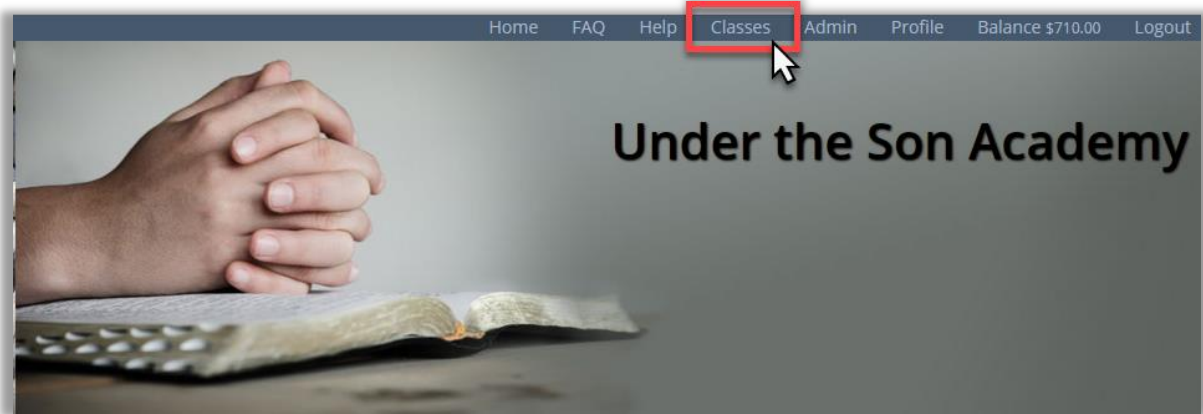 Home FAQ Help Classes Admin Profile Balance $710.00 Logout
Under the Son Academy